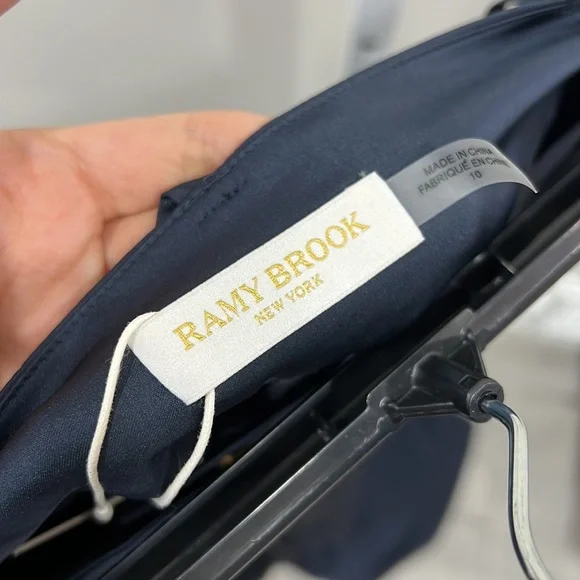 RAMY BROOK
NEW YORK
MADE IN CHINA
FABRIQUÉ EN CHINE
10